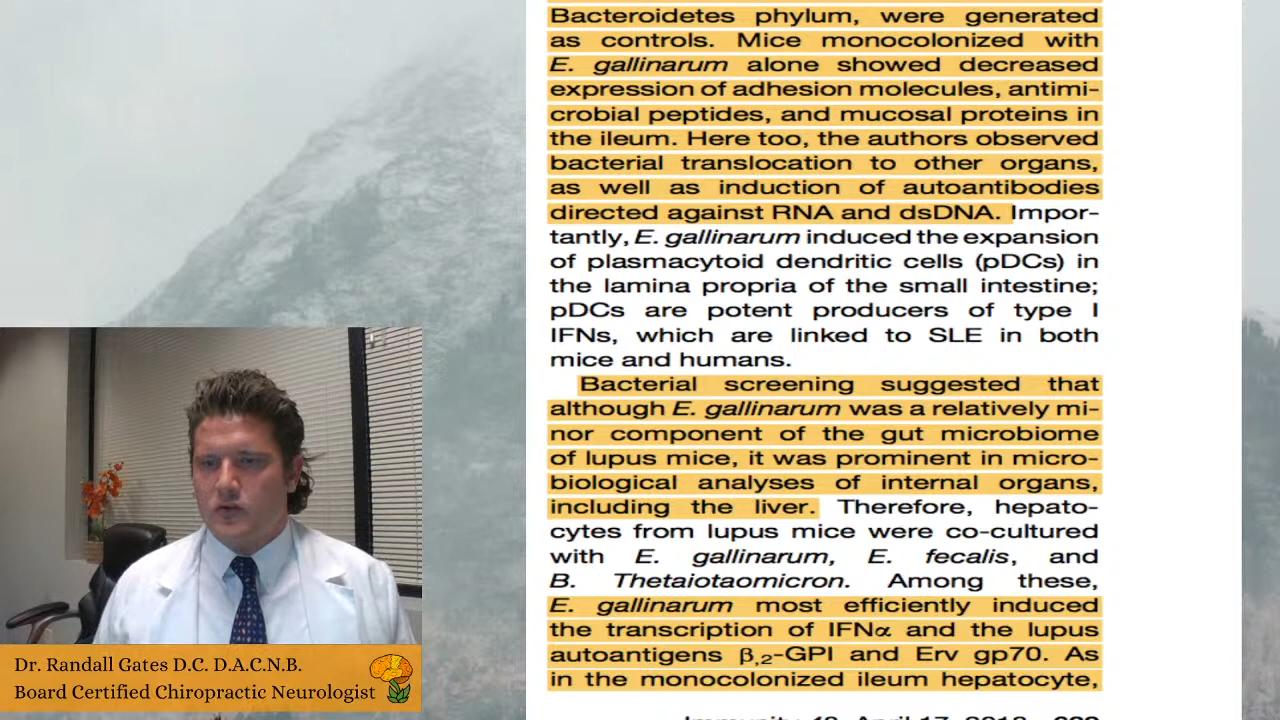 Bacteroidetes phylum, were generated
as controls. Mice monocolonized with
E. gallinarum alone showed decreased
expression of adhesion molecules, antimi-
crobial peptides, and mucosal proteins in
the ileum. Here too, the authors observed
bacterial translocation to other organs,
as well as induction of autoantibodies
directed against RNA and dsDNA. Impor-
tantly, E. gallinarum induced the expansion
of plasmacytoid dendritic cells (pDCs) in
the lamina propria of the small intestine;
pDCs are potent producers of type I
IFNs, which are linked to SLE in both
mice and humans.
Bacterial screening suggested that
although E. gallinarum was a relatively mi-
nor component of the gut microbiome
of lupus mice, it was prominent in micro-
biological analyses of internal organs,
including the liver. Therefore, hepato-
cytes from lupus mice were co-cultured
with E. gallinarum, E. fecalis, and
B. Thetaiotaomicron. Among these,
E. gallinarum most efficiently induced
the transcription of IFNα and the lupus
autoantigens β,2-GPI and Erv gp70. As
in the monocolonized ileum hepatocyte,
Dr. Randall Gates D.C. D.A.C.N.B.
Board Certified Chiropractic Neurologist